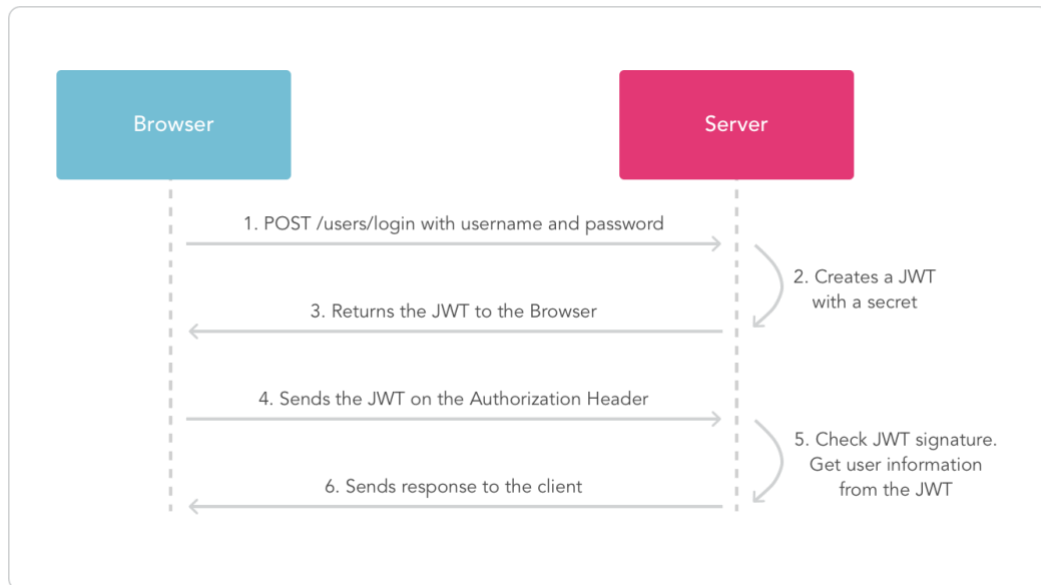 Browser
Server
1. POST /users/login with username and password
2. Creates a JWT
with a secret
3. Returns the JWT to the Browser
4. Sends the JWT on the Authorization Header
5. Check JWT signature.
Get user information
from the JWT
6. Sends response to the client